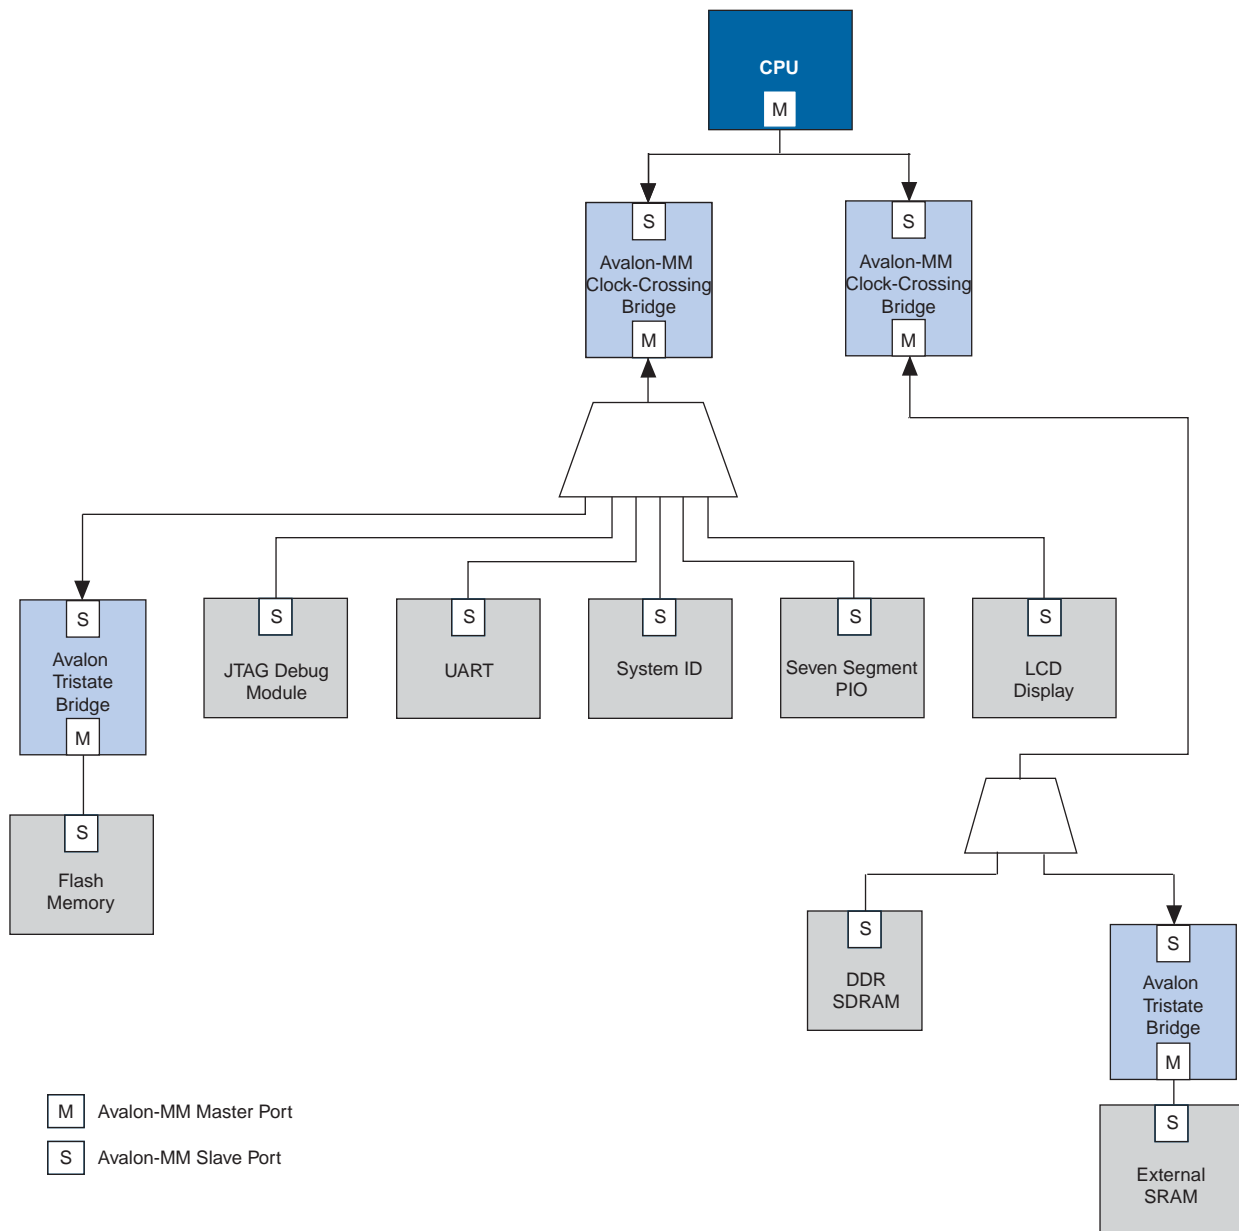 CPU
M
S
S
Avalon-MM
Clock-Crossing
Bridge
Avalon-MM
Clock-Crossing
Bridge
M
M
S
Avalon
Tristate
Bridge
M
S
JTAG Debug
Module
S
UART
S
System ID
S
Seven Segment
PIO
S
LCD
Display
S
Flash
Memory
S
DDR
SDRAM
S
Avalon
Tristate
Bridge
M
S
External
SRAM
M Avalon-MM Master Port
S Avalon-MM Slave Port